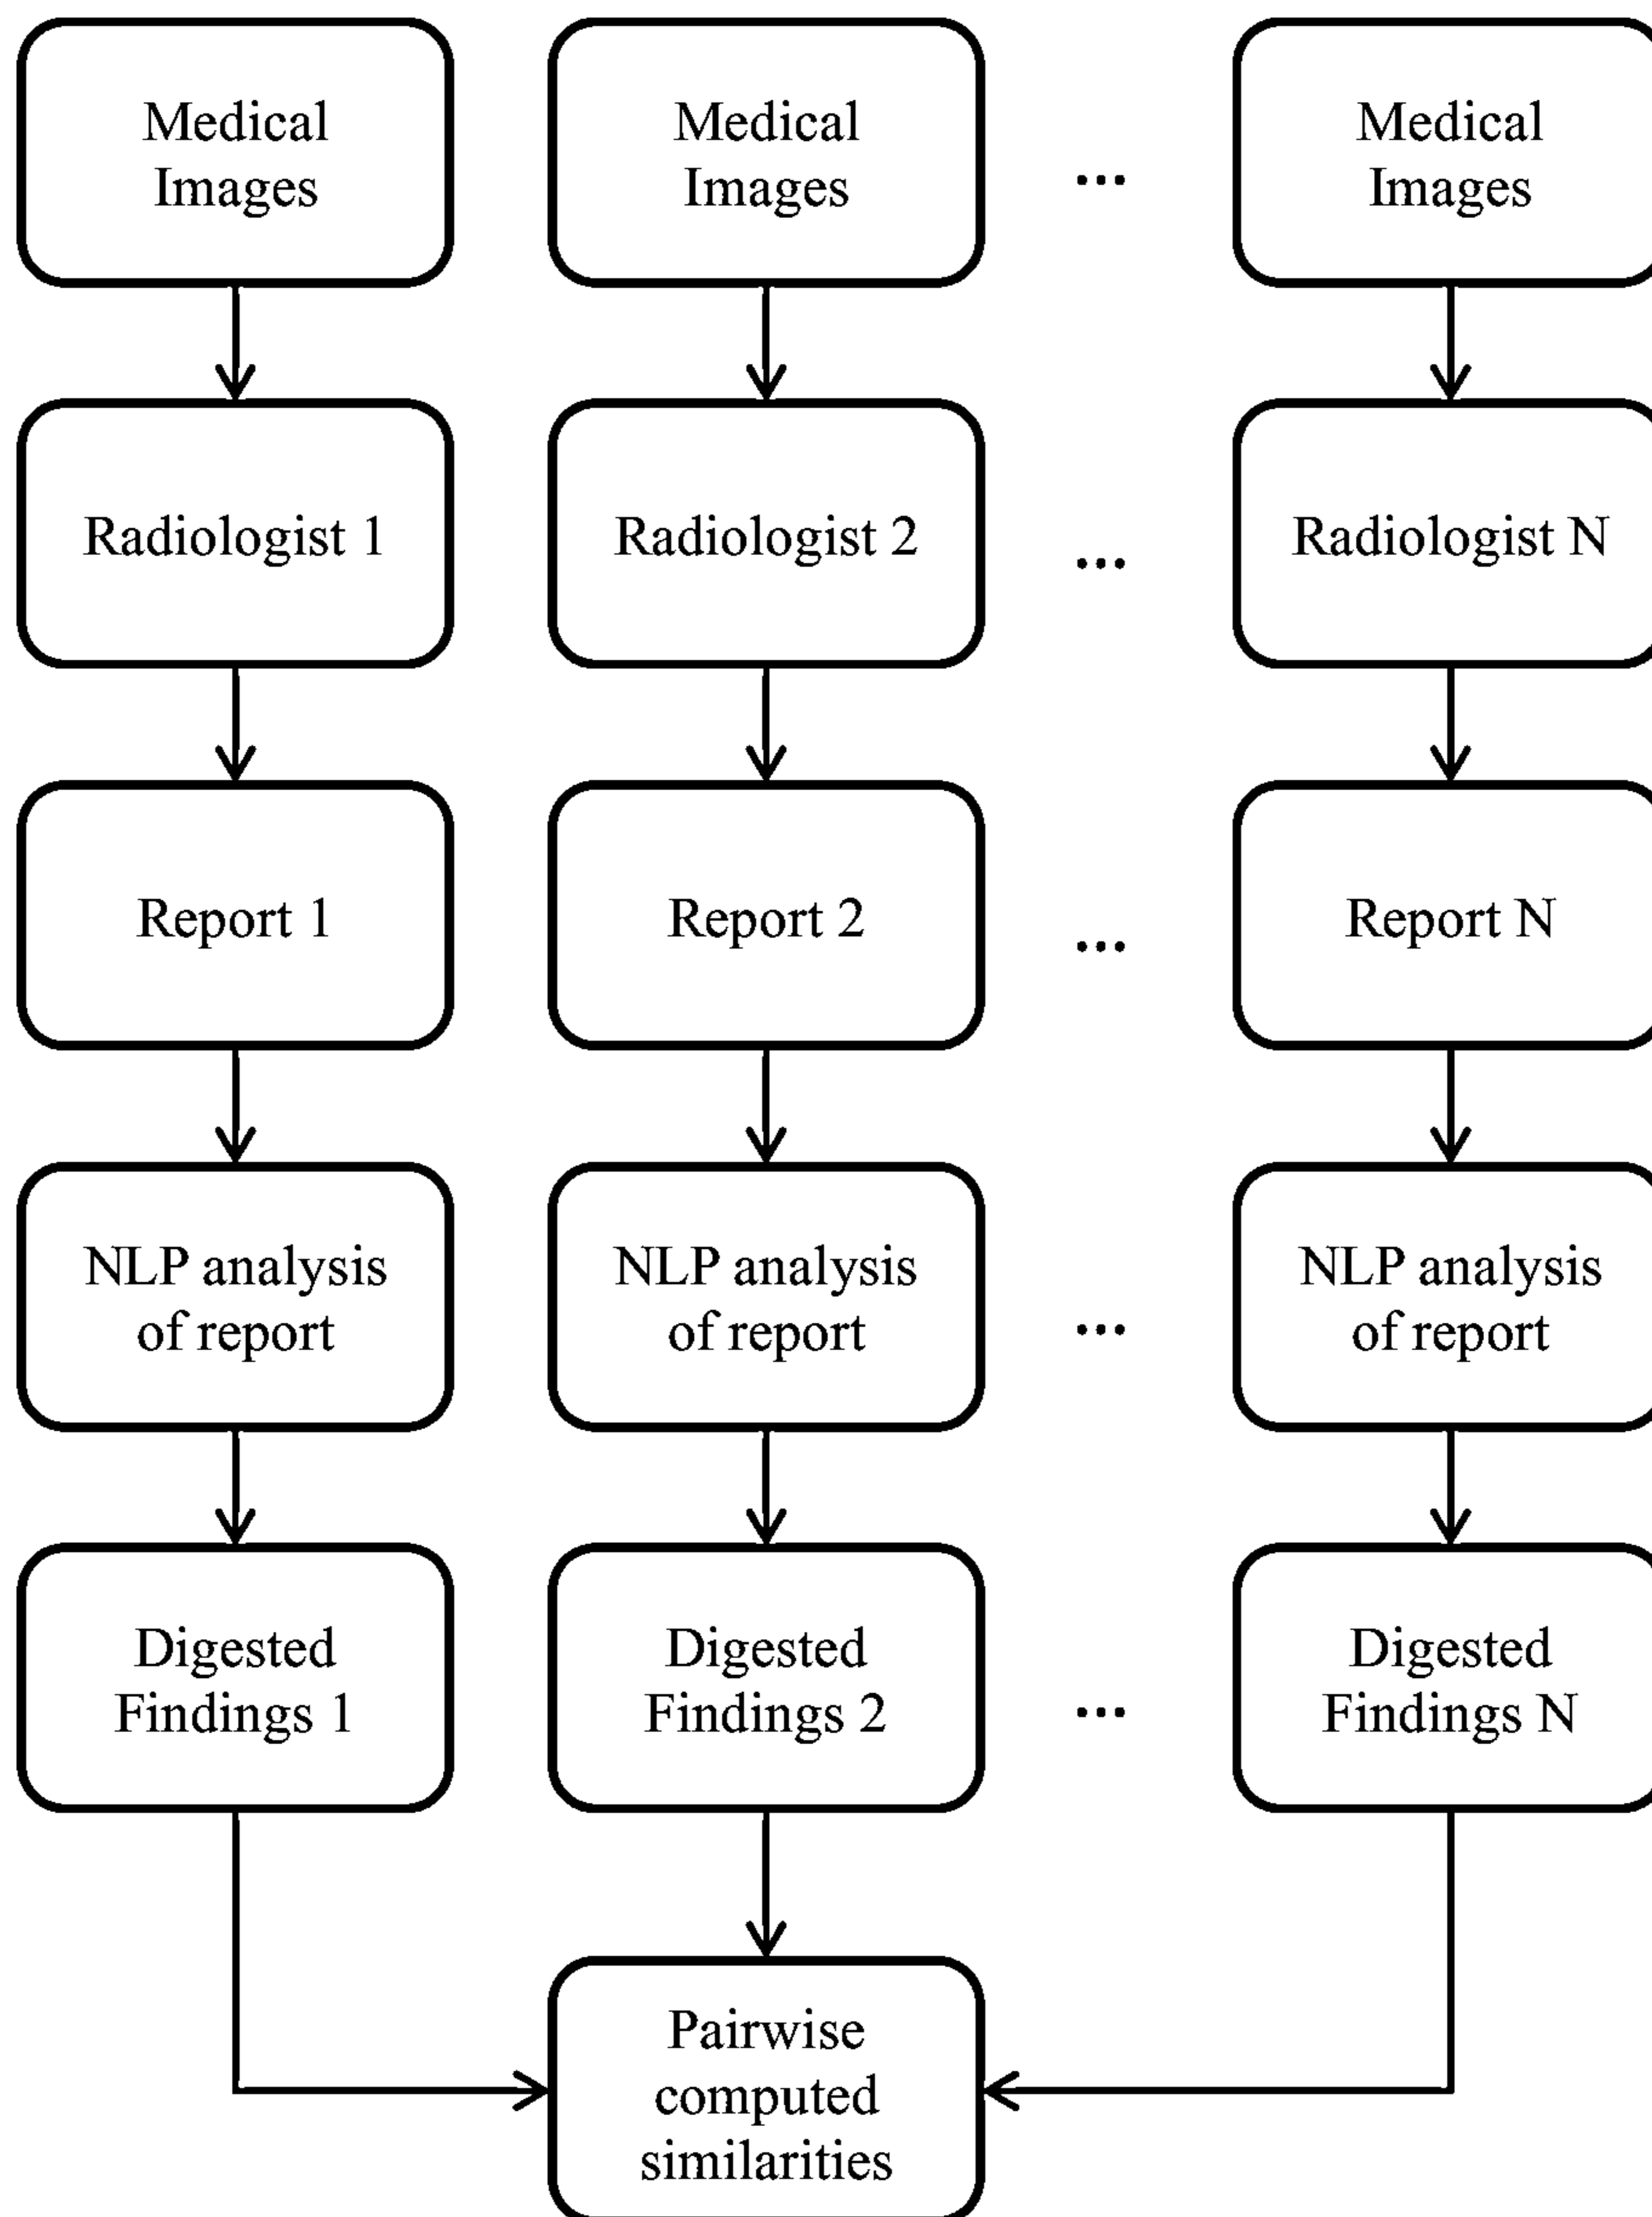 Medical
Images
Medical
Images
...
Medical
Images
Radiologist 1
Radiologist 2
...
Radiologist N
Report 1
Report 2
...
Report N
NLP analysis
of report
NLP analysis
of report
...
NLP analysis
of report
Digested
Findings 1
Digested
Findings 2
...
Digested
Findings N
Pairwise
computed
similarities